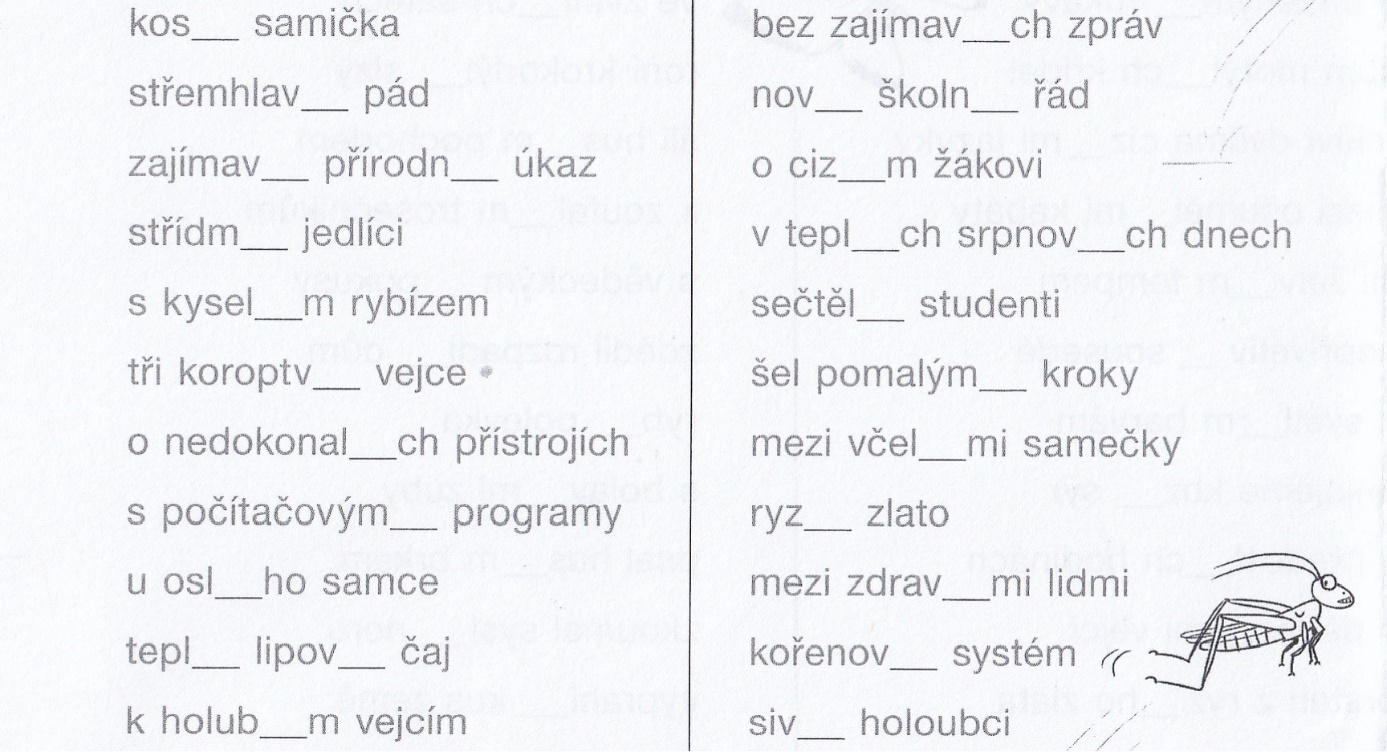 kos__ samička
střemhlav__ pád
zajímav__ přírodn__ úkaz
střídm__ jedlíci
s kysel__m rybízem
tři koroptv__ vejce
o nedokonal__ch přístrojích
s počítačovým__ programy
u osl__ho samce
tepl__ lipov__ čaj
k holub__m vejcím
bez zajímav__ch zpráv
nov__ školn__ řád
o ciz__m žákovi
v tepl__ch srpnov__ch dnech
sečtěl__ studenti
šel pomalým__ kroky
mezi včel__mi samečky
ryz__ zlato
mezi zdrav__mi lidmi
kořenov__ systém
siv__ holoubci